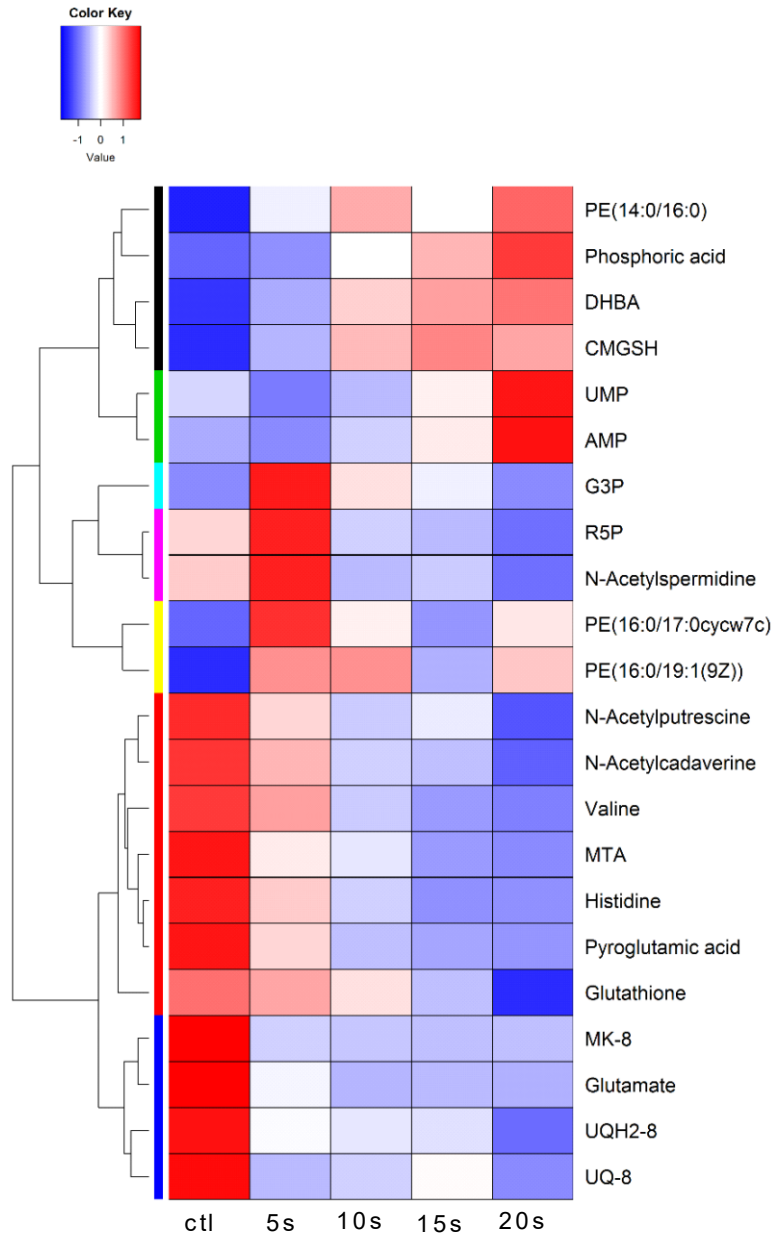 Color Key
-1 0 1
Value
PE(14:0/16:0)
Phosphoric acid
DHBA
CMGSH
UMP
AMP
G3P
R5P
N-Acetylspermidine
PE(16:0/17:0cycw7c)
PE(16:0/19:1(9Z))
N-Acetylputrescine
N-Acetylcadaverine
Valine
MTA
Histidine
Pyroglutamic acid
Glutathione
MK-8
Glutamate
UQH2-8
UQ-8
ctl 5s 10s 15s 20s